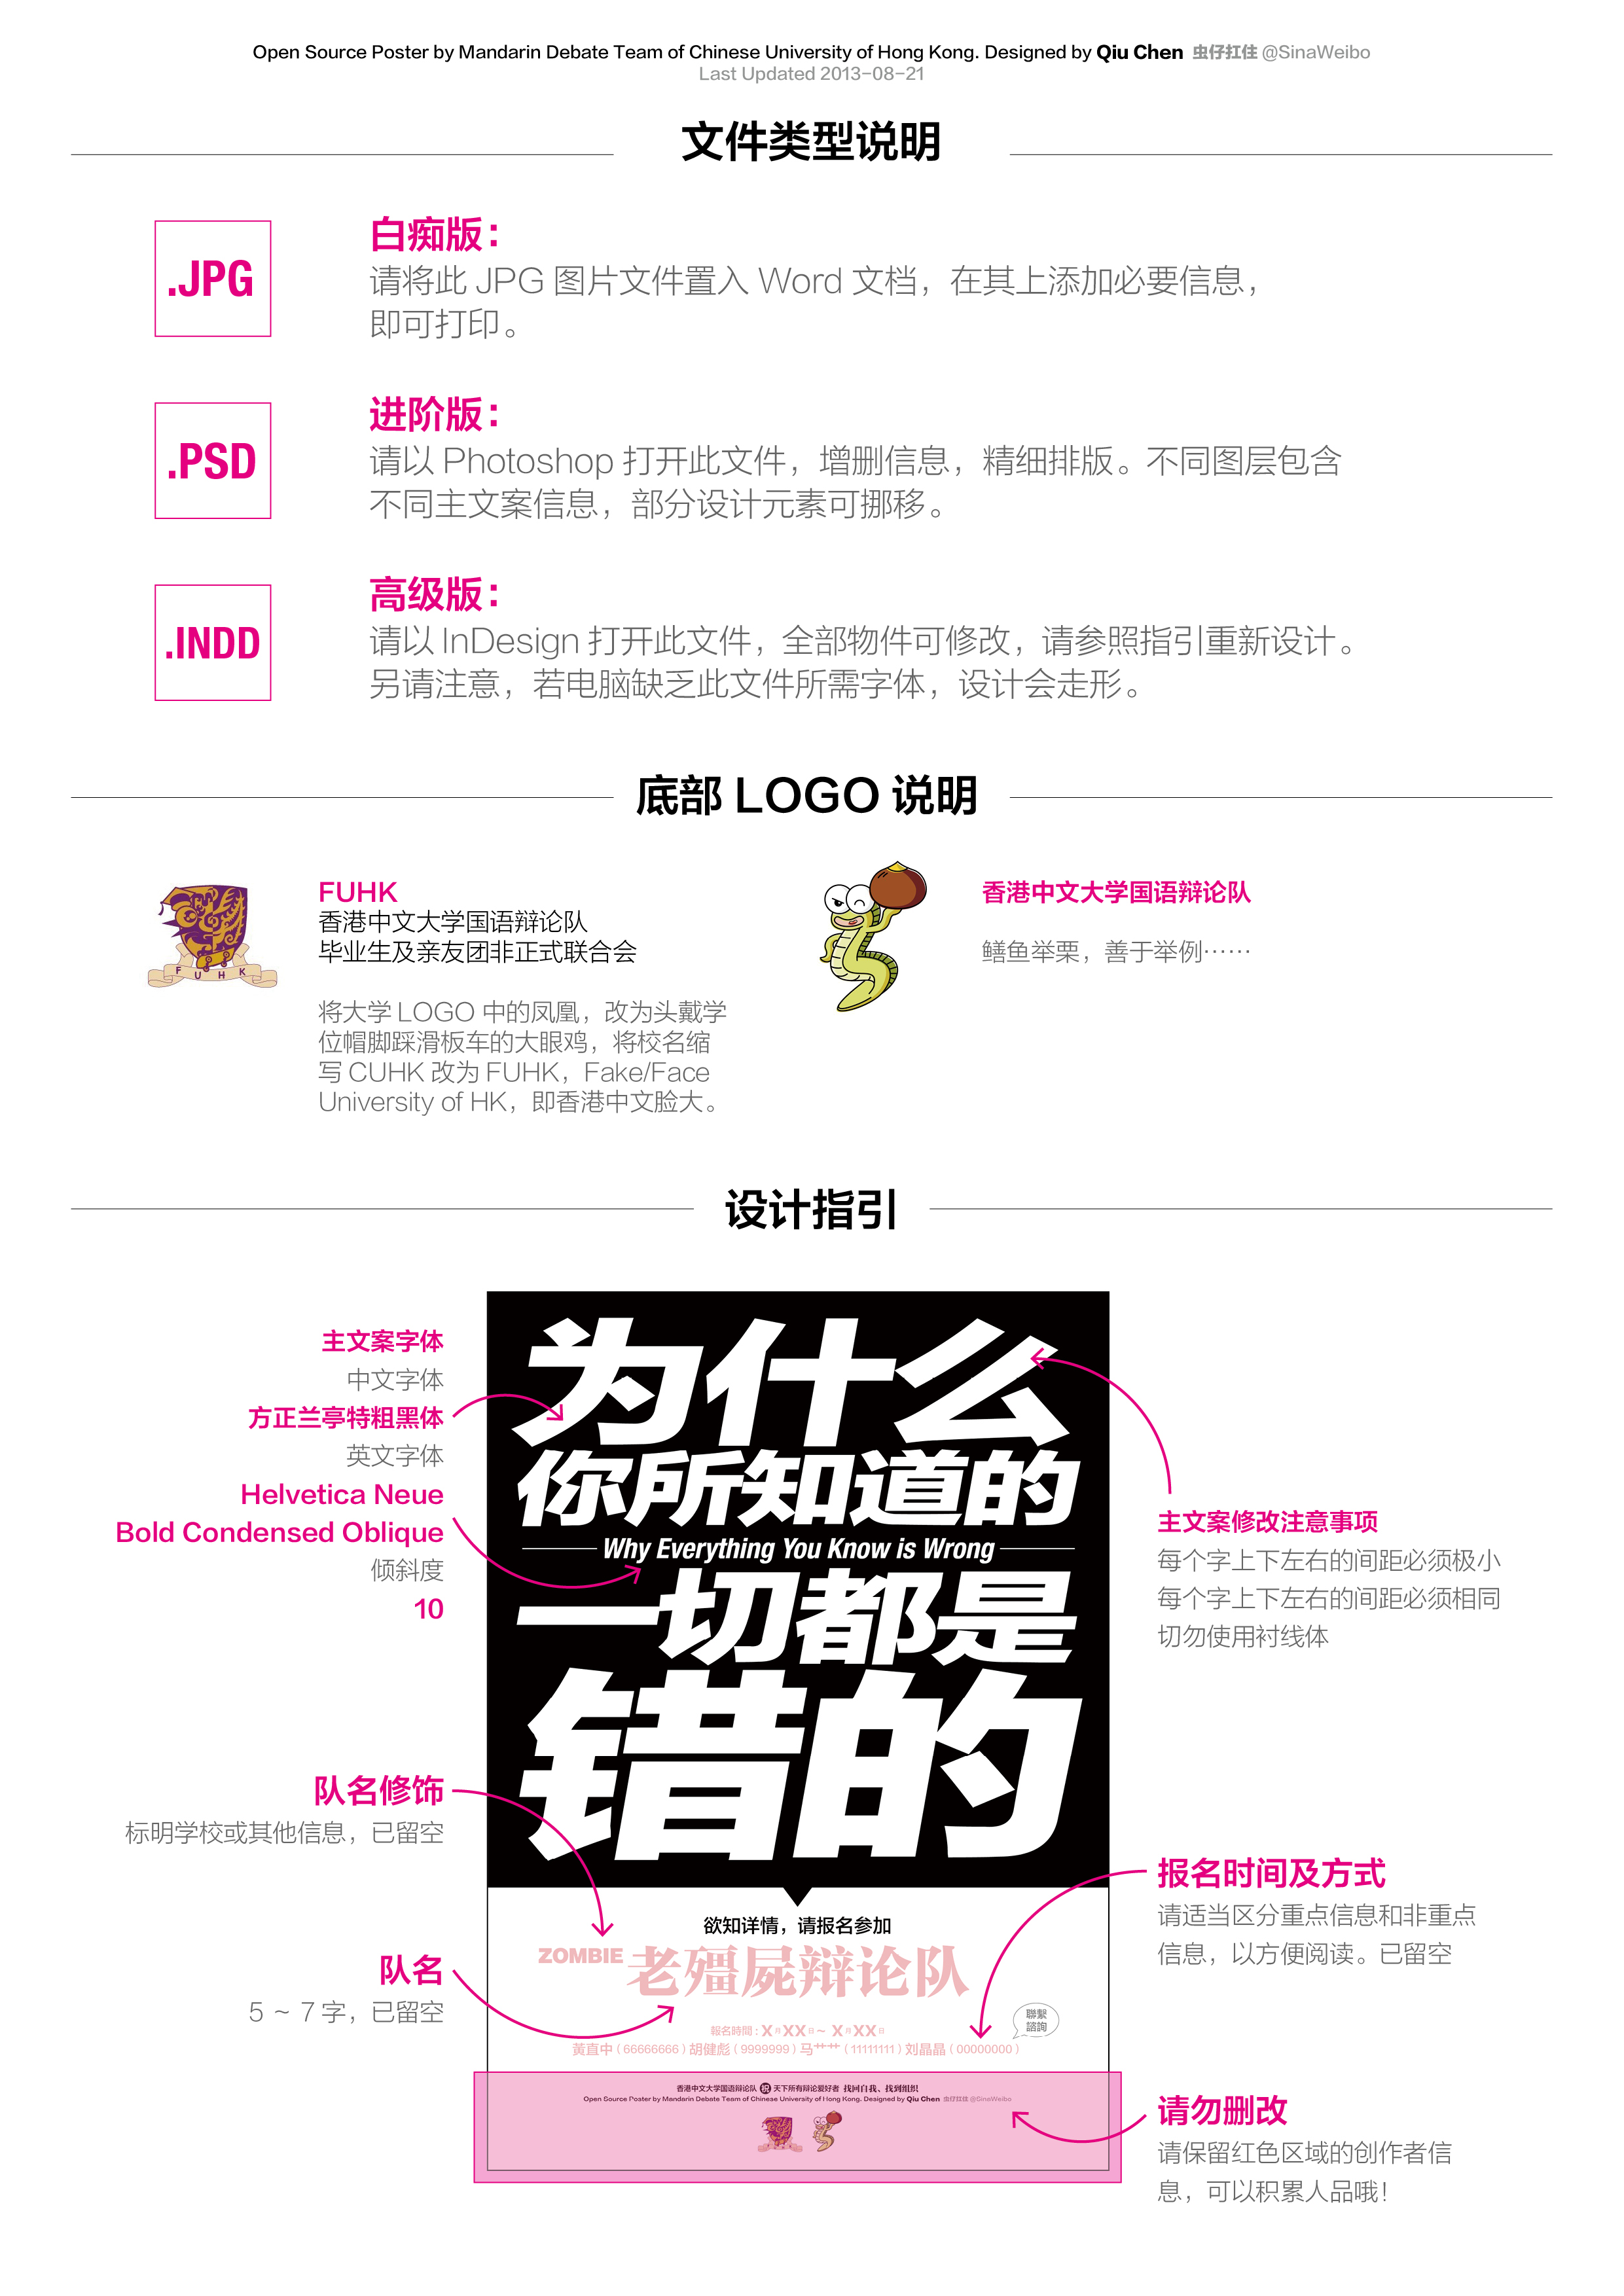 Open Source Poster by Mandarin Debate Team of Chinese University of Hong Kong. Designed by Qiu Chen 虫仔扛住 @SinaWeibo
Last Updated 2013-08-21
文件类型说明
.JPG
白痴版：
请将此 JPG 图片文件置入 Word 文档，在其上添加必要信息，
即可打印。
.PSD
进阶版：
请以 Photoshop 打开此文件，增删信息，精细排版。不同图层包含
不同主文案信息，部分设计元素可挪移。
.INDD
高级版：
请以 InDesign 打开此文件，全部物件可修改，请参照指引重新设计。
另请注意，若电脑缺乏此文件所需字体，设计会走形。
底部 LOGO 说明
FUHK
FUHK
香港中文大学国语辩论队
毕业生及亲友团非正式联合会
将大学 LOGO 中的凤凰，改为头戴学
位帽脚踩滑板车的大眼鸡，将校名缩
写 CUHK 改为 FUHK，Fake/Face
University of HK，即香港中文脸大。
香港中文大学国语辩论队
鳝鱼举栗，善于举例……
设计指引
主文案字体
中文字体
方正兰亭特粗黑体
英文字体
Helvetica Neue
Bold Condensed Oblique
倾斜度
10
为什么
你所知道的
Why Everything You Know is Wrong
一切都是
错的
主文案修改注意事项
每个字上下左右的间距必须极小
每个字上下左右的间距必须相同
切勿使用衬线体
队名修饰
标明学校或其他信息，已留空
队名
5 ~ 7 字，已留空
欲知详情，请报名参加
ZOMBIE 老殭屍辩论队
聯繫
諮詢
報名時間：X月XX日~ X月XX日
黃直中（66666666）胡健彪（9999999）马艹艹（11111111）刘晶晶（00000000）
报名时间及方式
请适当区分重点信息和非重点
信息，以方便阅读。已留空
香港中文大学国语辩论队 祝 天下所有辩论爱好者 找回自我、找到组织
Open Source Poster by Mandarin Debate Team of Chinese University of Hong Kong. Designed by Qiu Chen 虫仔扛住 @SinaWeibo
请勿删改
请保留红色区域的创作者信
息，可以积累人品哦！